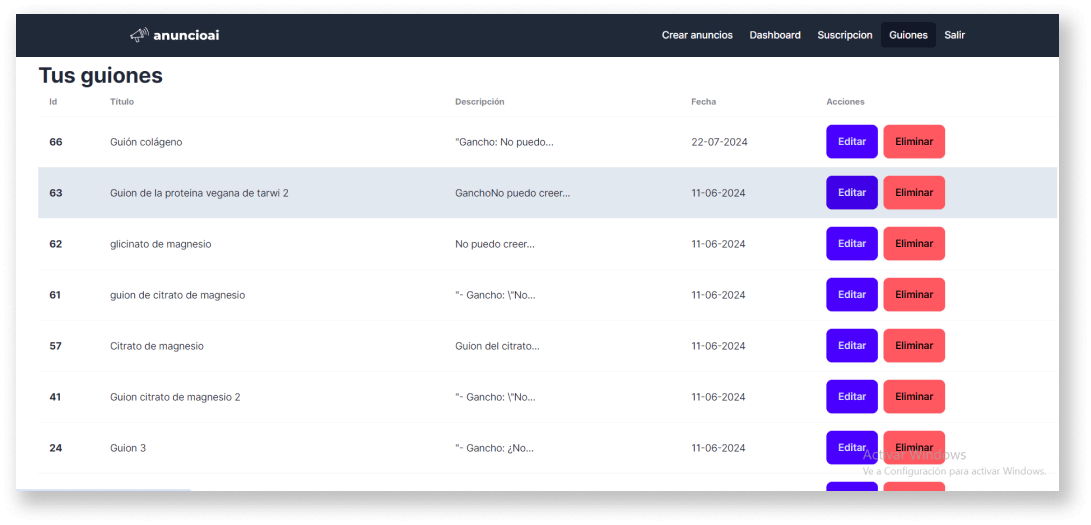 anuncioai Crear anuncios Dashboard Suscripcion Guiones Salir
Tus guiones
Id Título Descripción Fecha Acciones
66 Guión colágeno "Gancho: No puedo... 22-07-2024 Editar Eliminar
63 Guion de la proteina vegana de tarwi 2 GanchoNo puedo creer... 11-06-2024 Editar Eliminar
62 glicinato de magnesio No puedo creer... 11-06-2024 Editar Eliminar
61 guion de citrato de magnesio "- Gancho: \"No... 11-06-2024 Editar Eliminar
57 Citrato de magnesio Guion del citrato... 11-06-2024 Editar Eliminar
41 Guion citrato de magnesio 2 "- Gancho: \"No... 11-06-2024 Editar Eliminar
24 Guion 3 "- Gancho: ¿No... 11-06-2024 Editar Eliminar
Activar Windows
Ve a Configuración para activar Windows.